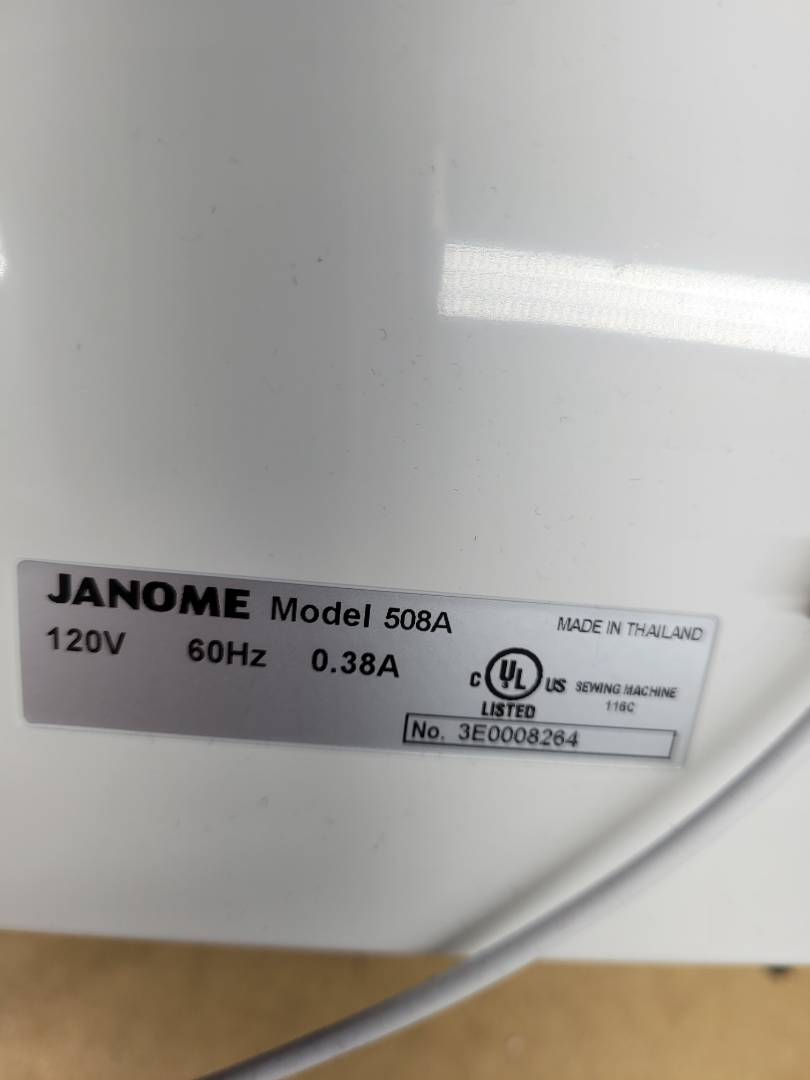 JANOME Model 508A
MADE IN THAILAND
120V 60Hz 0.38A
C UL US
LISTED
SEWING MACHINE
116C
No. 3E0008264